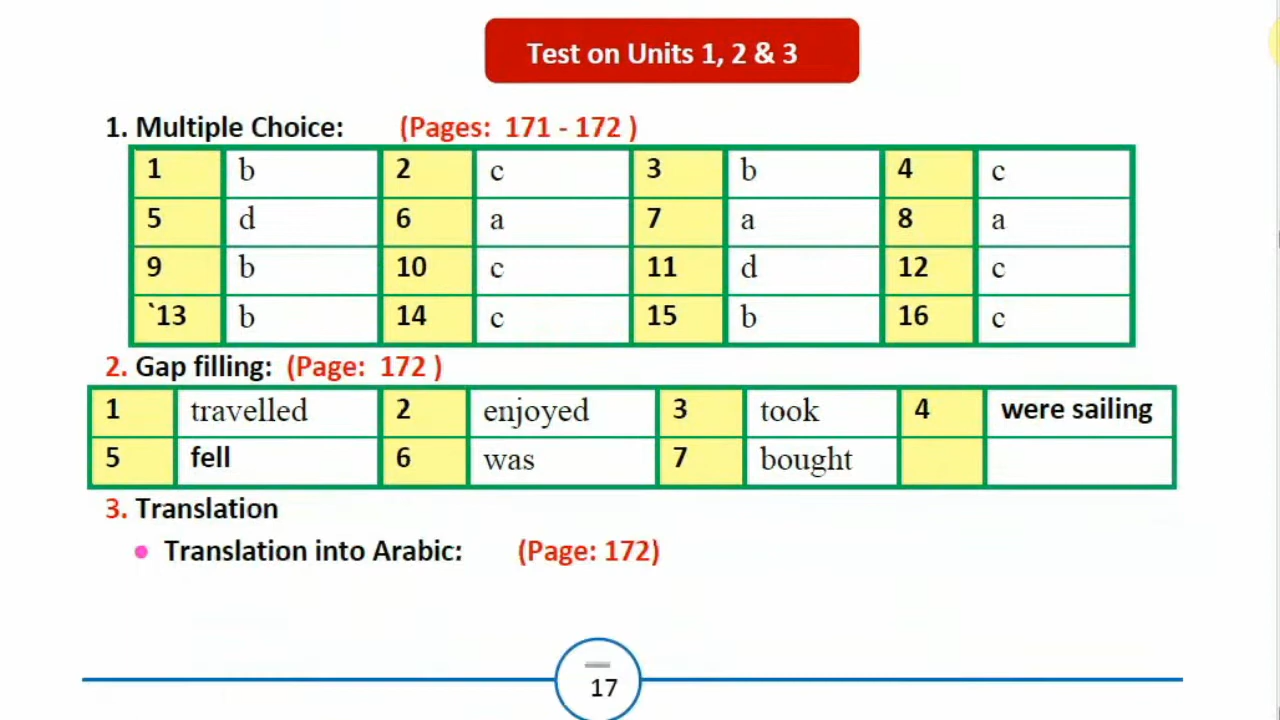 Test on Units 1, 2 & 3
1. Multiple Choice: (Pages: 171 - 172 )
1 b 2 c 3 b 4 c
5 d 6 a 7 a 8 a
9 b 10 c 11 d 12 c
`13 b 14 c 15 b 16 c
2. Gap filling: (Page: 172 )
1 travelled 2 enjoyed 3 took 4 were sailing
5 fell 6 was 7 bought
3. Translation
• Translation into Arabic: (Page: 172)
17